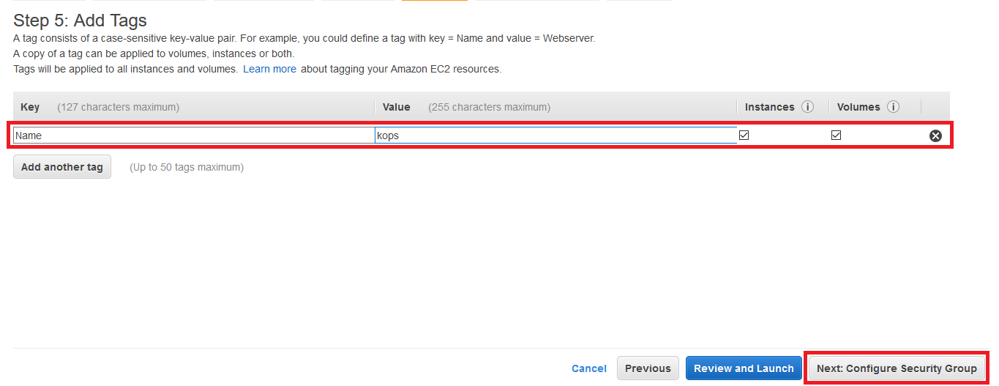 Step 5: Add Tags
A tag consists of a case-sensitive key-value pair. For example, you could define a tag with key = Name and value = Webserver.
A copy of a tag can be applied to volumes, instances or both.
Tags will be applied to all instances and volumes. Learn more about tagging your Amazon EC2 resources.
Key (127 characters maximum) Value (255 characters maximum) Instances i Volumes i
Name kops
Add another tag (Up to 50 tags maximum)
Cancel Previous Review and Launch Next: Configure Security Group